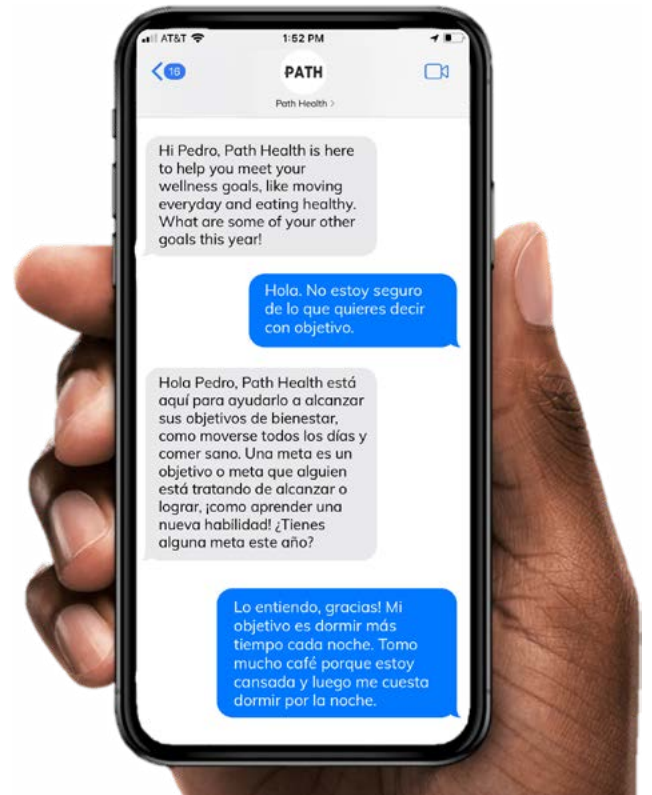 AT&T 1:52 PM
16
PATH
Path Health >
Hi Pedro, Path Health is here
to help you meet your
wellness goals, like moving
everyday and eating healthy.
What are some of your other
goals this year!
Hola. No estoy seguro
de lo que quieres decir
con objetivo.
Hola Pedro, Path Health está
aquí para ayudarlo a alcanzar
sus objetivos de bienestar,
como moverse todos los días y
comer sano. Una meta es un
objetivo o meta que alguien
está tratando de alcanzar o
lograr, ¡como aprender una
nueva habilidad! ¿Tienes
alguna meta este año?
Lo entiendo, gracias! Mi
objetivo es dormir más
tiempo cada noche. Tomo
mucho café porque estoy
cansada y luego me cuesta
dormir por la noche.